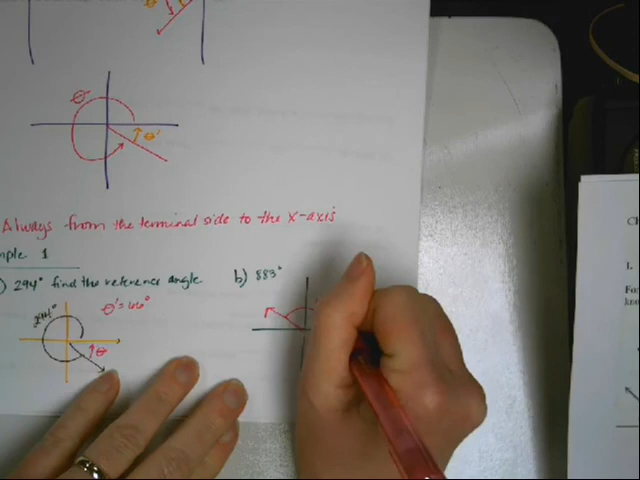 θ
θ'
Always from the terminal side to the x-axis
mple 1
) 294° find the reference angle b) 883°
294° θ' = 66°
θ